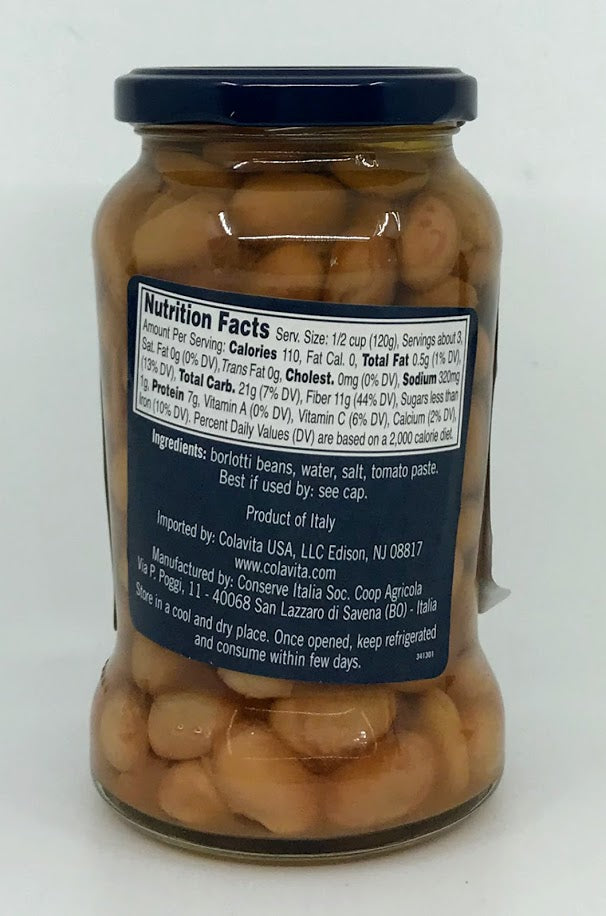 Nutrition Facts Serv. Size: 1/2 cup (120g), Servings about 3,
Amount Per Serving: Calories 110, Fat Cal. 0, Total Fat 0.5g (1% DV),
Sat. Fat 0g (0% DV), Trans Fat 0g, Cholest. 0mg (0% DV), Sodium 320mg
(13% DV), Total Carb. 21g (7% DV), Fiber 11g (44% DV), Sugars less than
1g, Protein 7g, Vitamin A (0% DV), Vitamin C (6% DV), Calcium (2% DV),
Iron (10% DV). Percent Daily Values (DV) are based on a 2,000 calorie diet.
Ingredients: borlotti beans, water, salt, tomato paste.
Best if used by: see cap.
Product of Italy
Imported by: Colavita USA, LLC Edison, NJ 08817
www.colavita.com
Manufactured by: Conserve Italia Soc. Coop Agricola
Via P. Poggi, 11 - 40068 San Lazzaro di Savena (BO) - Italia
Store in a cool and dry place. Once opened, keep refrigerated
and consume within few days.
341301